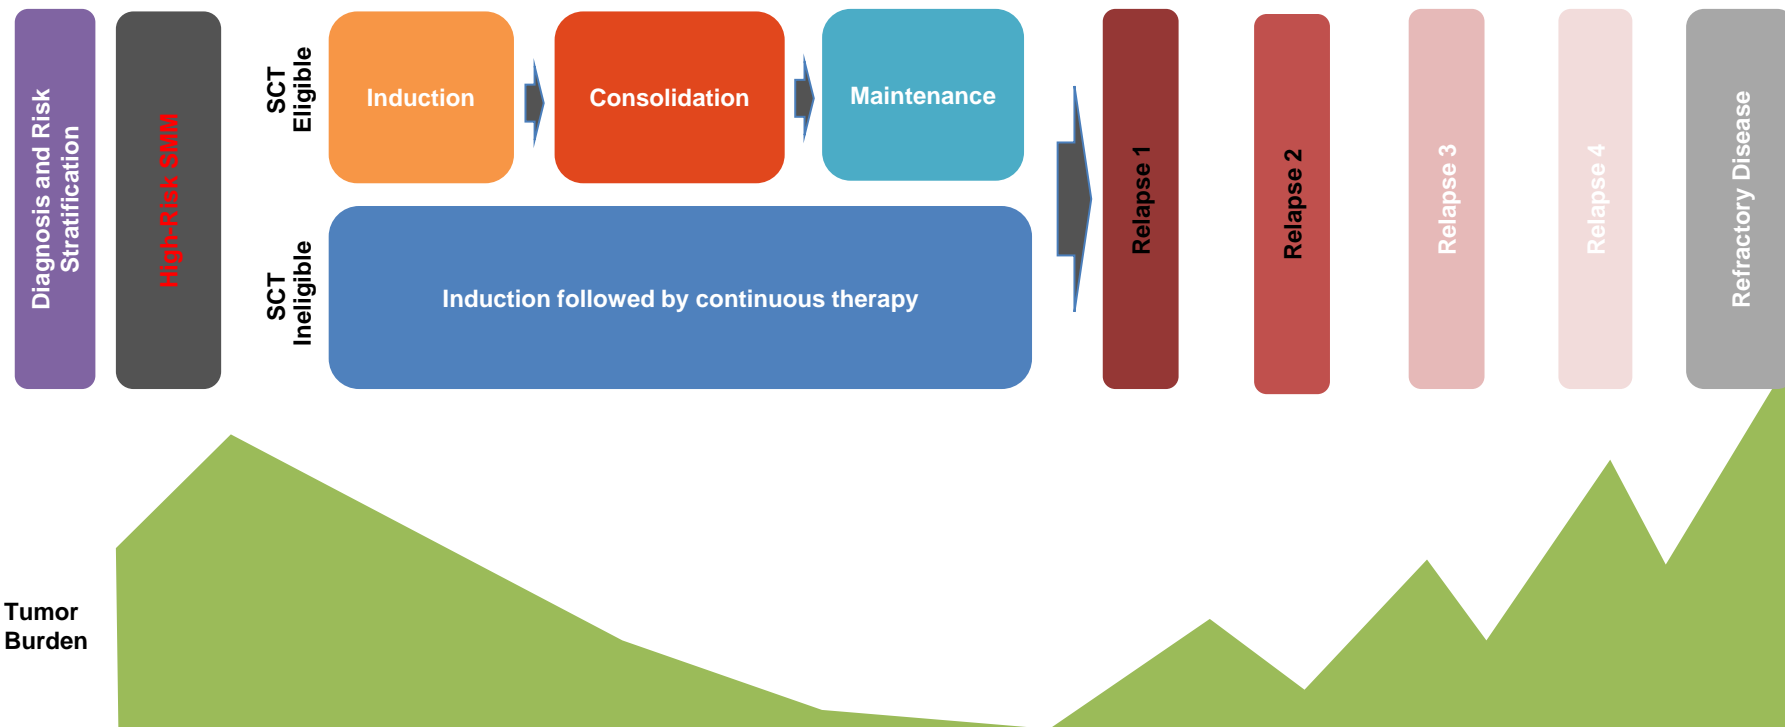 Diagnosis and Risk
Stratification
High-Risk SMM
SCT
Eligible
Induction
Consolidation
Maintenance
SCT
Ineligible
Induction followed by continuous therapy
Relapse 1
Relapse 2
Relapse 3
Relapse 4
Refractory Disease
Tumor
Burden